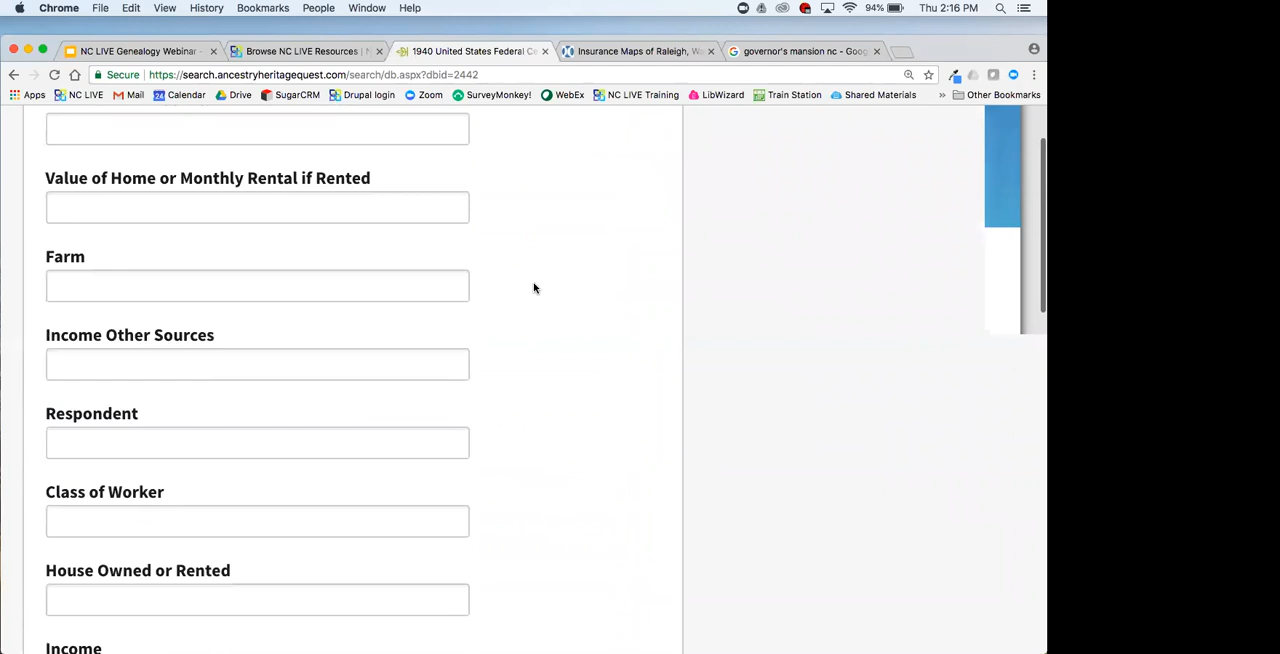 Chrome File Edit View History Bookmarks People Window Help 94% Thu 2:16 PM
NC LIVE Genealogy Webinar - Browse NC LIVE Resources | N 1940 United States Federal Ce Insurance Maps of Raleigh, Wa governor's mansion nc - Goog
Secure https://search.ancestryheritagequest.com/search/db.aspx?dbid=2442
Apps NC LIVE Mail 24 Calendar Drive SugarCRM Drupal login Zoom SurveyMonkey! WebEx NC LIVE Training LibWizard Train Station Shared Materials » Other Bookmarks
Value of Home or Monthly Rental if Rented
Farm
Income Other Sources
Respondent
Class of Worker
House Owned or Rented
Income